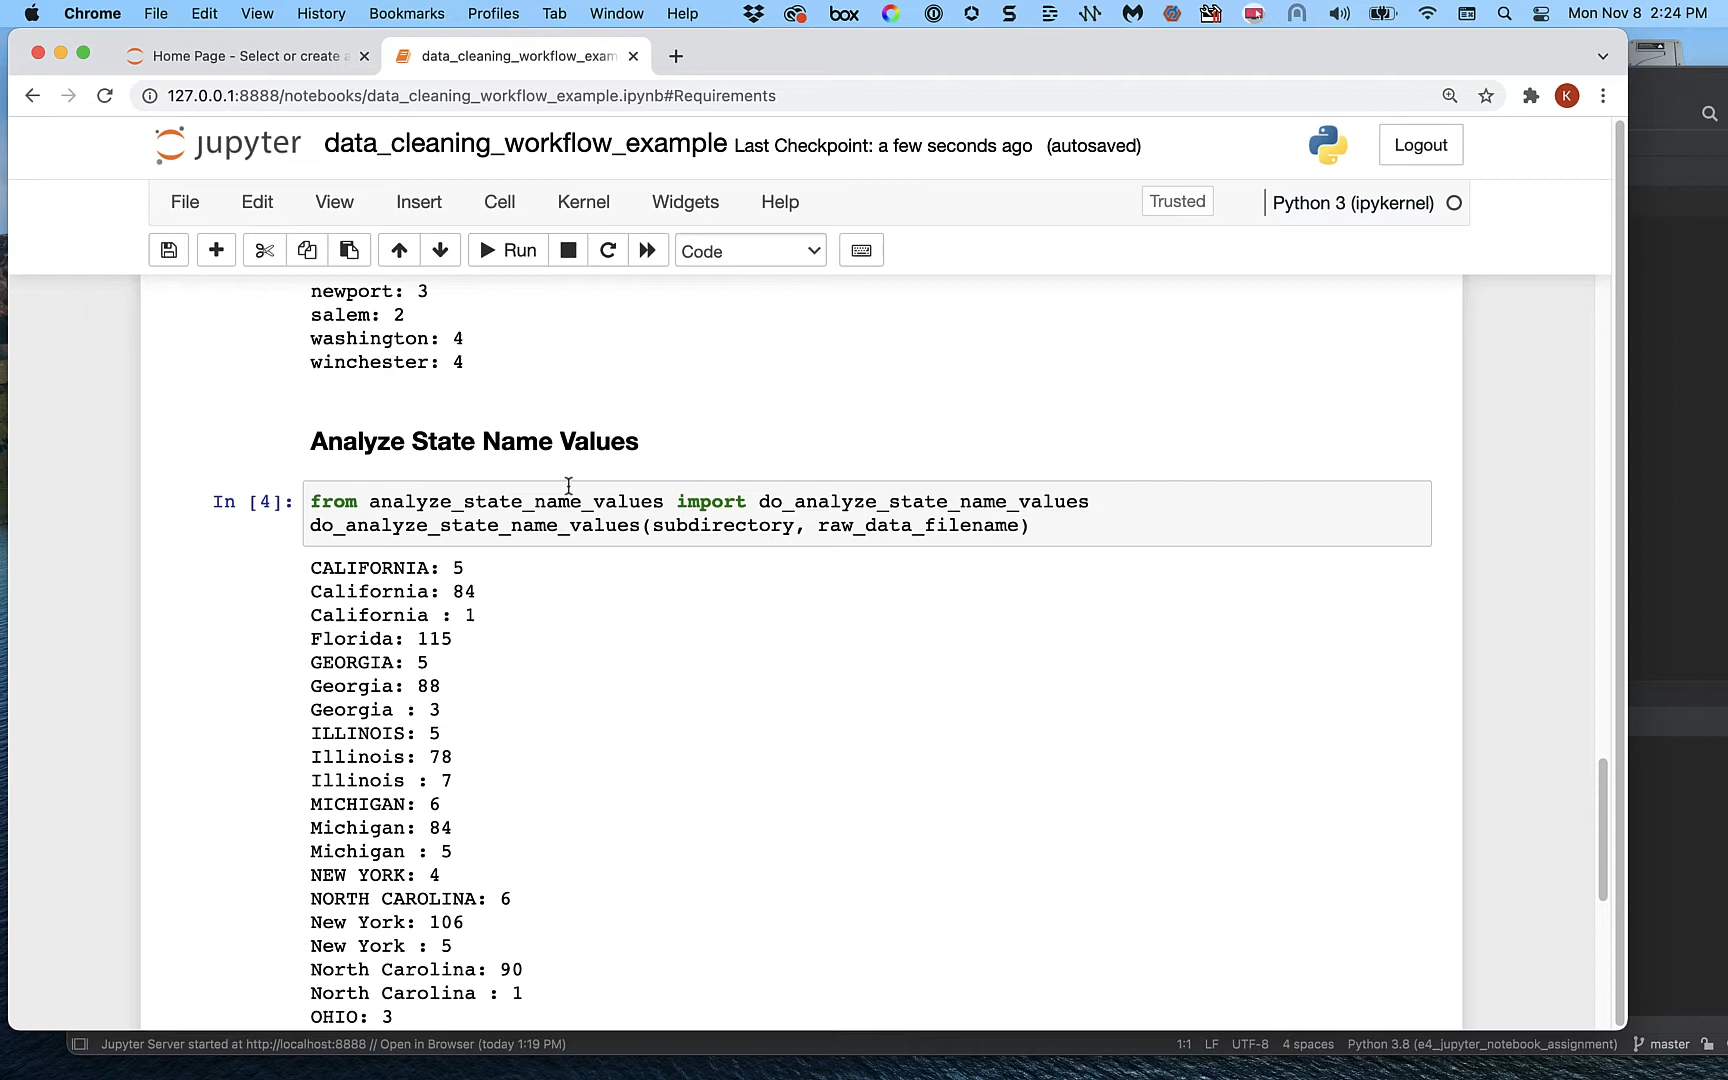 Chrome File Edit View History Bookmarks Profiles Tab Window Help box Mon Nov 8 2:24 PM
Home Page - Select or create a data_cleaning_workflow_exam
127.0.0.1:8888/notebooks/data_cleaning_workflow_example.ipynb#Requirements K
jupyter data_cleaning_workflow_example Last Checkpoint: a few seconds ago (autosaved) Logout
File Edit View Insert Cell Kernel Widgets Help Trusted Python 3 (ipykernel)
Run Code
newport: 3
salem: 2
washington: 4
winchester: 4
Analyze State Name Values
In [4]: from analyze_state_name_values import do_analyze_state_name_values
do_analyze_state_name_values(subdirectory, raw_data_filename)
CALIFORNIA: 5
California: 84
California : 1
Florida: 115
GEORGIA: 5
Georgia: 88
Georgia : 3
ILLINOIS: 5
Illinois: 78
Illinois : 7
MICHIGAN: 6
Michigan: 84
Michigan : 5
NEW YORK: 4
NORTH CAROLINA: 6
New York: 106
New York : 5
North Carolina: 90
North Carolina : 1
OHIO: 3
Jupyter Server started at http://localhost:8888 // Open in Browser (today 1:19 PM) 1:1 LF UTF-8 4 spaces Python 3.8 (e4_jupyter_notebook_assignment) master